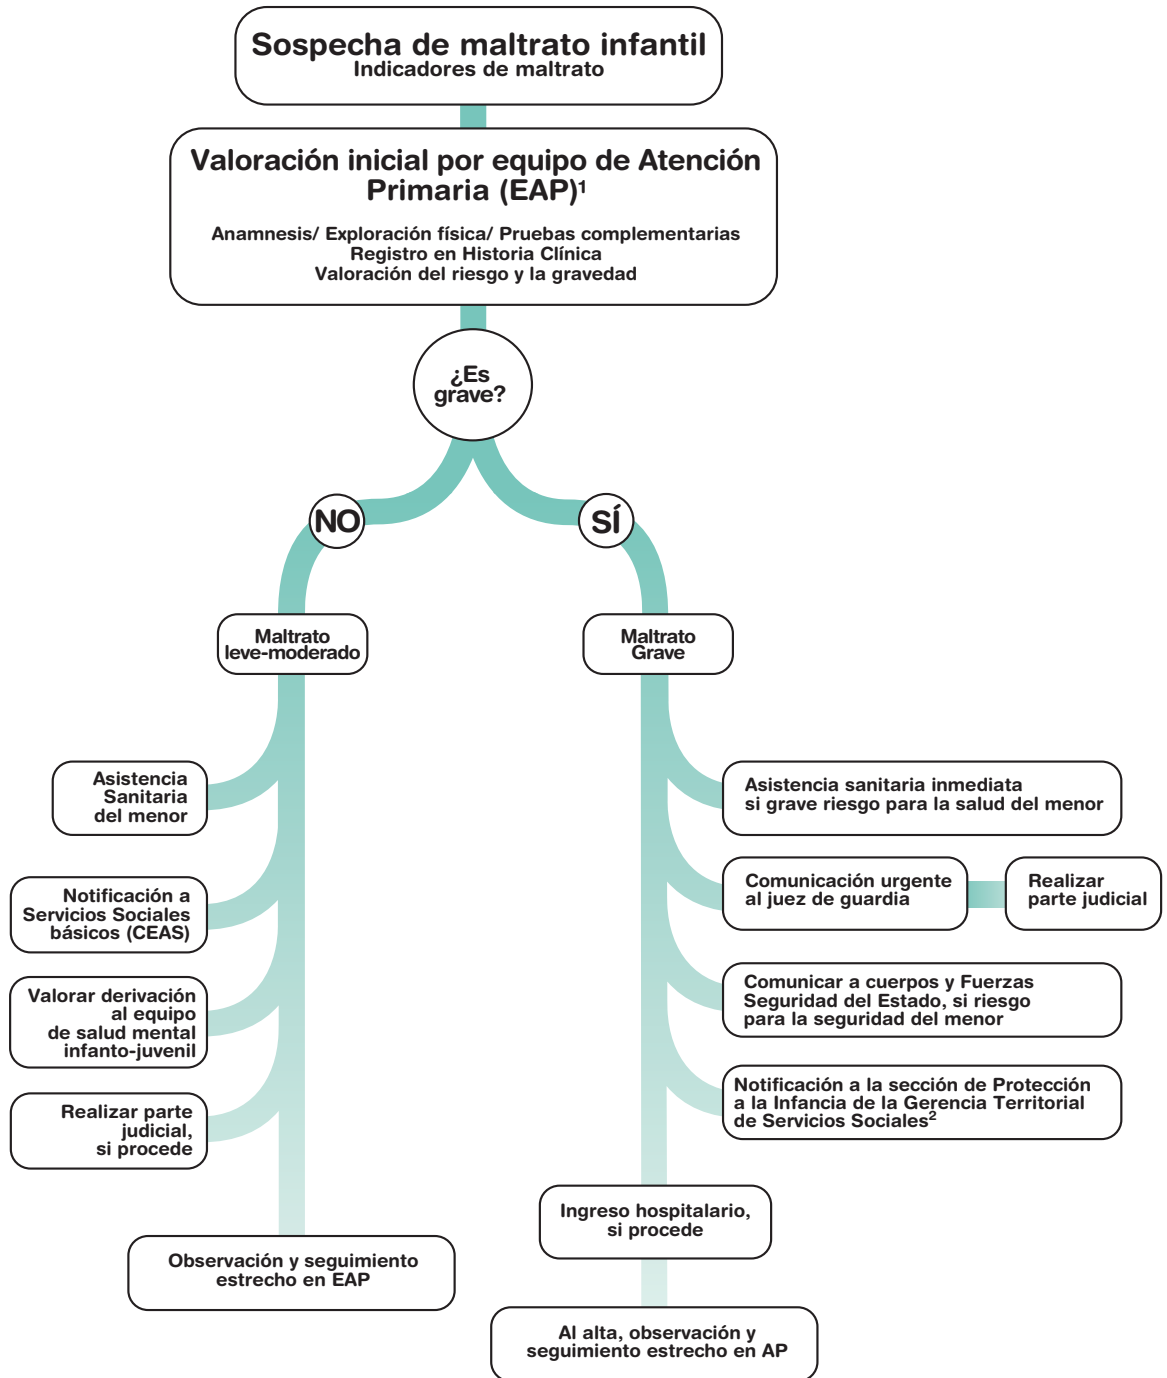 Sospecha de maltrato infantil
Indicadores de maltrato
Valoración inicial por equipo de Atención
Primaria (EAP)¹
Anamnesis/ Exploración física/ Pruebas complementarias
Registro en Historia Clínica
Valoración del riesgo y la gravedad
¿Es
grave?
NO
SÍ
Maltrato
leve-moderado
Maltrato
Grave
Asistencia
Sanitaria
del menor
Notificación a
Servicios Sociales
básicos (CEAS)
Valorar derivación
al equipo
de salud mental
infanto-juvenil
Realizar parte
judicial,
si procede
Observación y seguimiento
estrecho en EAP
Asistencia sanitaria inmediata
si grave riesgo para la salud del menor
Comunicación urgente
al juez de guardia
Realizar
parte judicial
Comunicar a cuerpos y Fuerzas
Seguridad del Estado, si riesgo
para la seguridad del menor
Notificación a la sección de Protección
a la Infancia de la Gerencia Territorial
de Servicios Sociales²
Ingreso hospitalario,
si procede
Al alta, observación y
seguimiento estrecho en AP